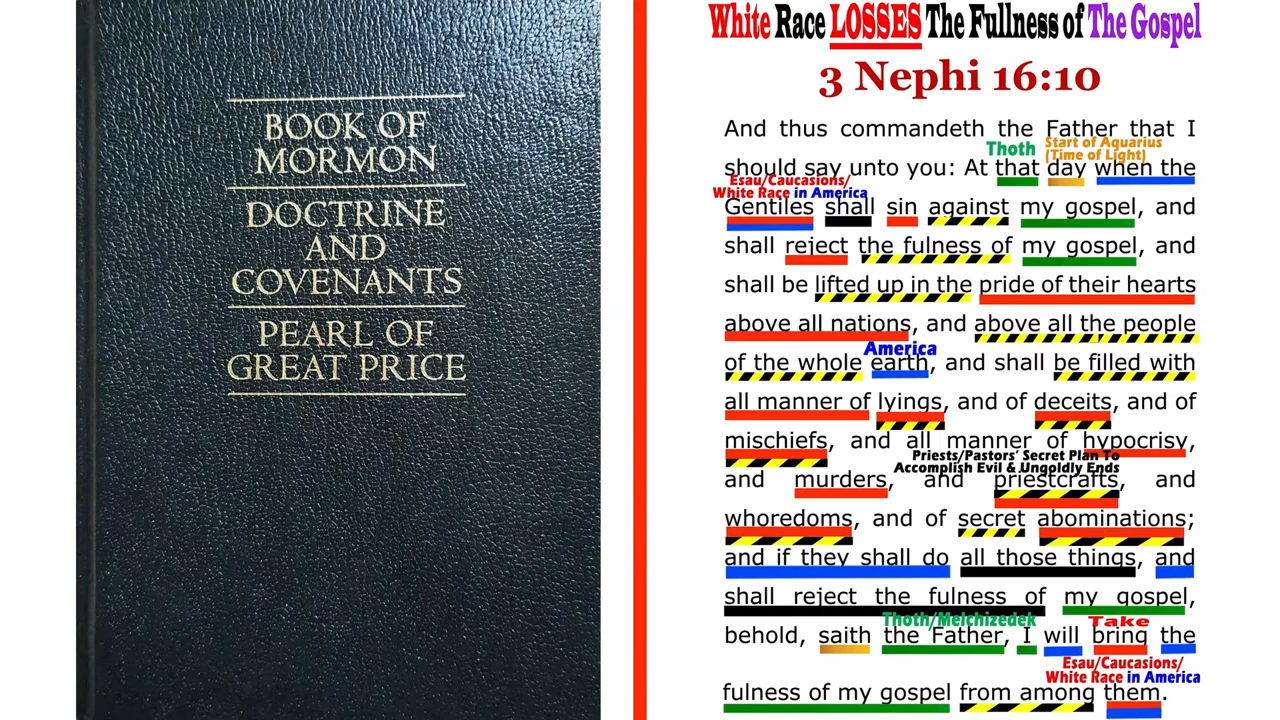 BOOK OF
MORMON
DOCTRINE
AND
COVENANTS
PEARL OF
GREAT PRICE
White Race LOSSES The Fullness of The Gospel
3 Nephi 16:10
And thus commandeth the Father that I
Thoth
Start of Aquarius
(Time of Light)
should say unto you: At that day when the
Esau/Caucasions/
White Race in America
Gentiles shall sin against my gospel, and
shall reject the fulness of my gospel, and
shall be lifted up in the pride of their hearts
above all nations, and above all the people
America
of the whole earth, and shall be filled with
all manner of lyings, and of deceits, and of
mischiefs, and all manner of hypocrisy,
Priests/Pastors' Secret Plan To
Accomplish Evil & Ungoldly Ends
and murders, and priestcrafts, and
whoredoms, and of secret abominations;
and if they shall do all those things, and
shall reject the fulness of my gospel,
Thoth/Melchizedek
Take
behold, saith the Father, I will bring the
Esau/Caucasions/
White Race in America
fulness of my gospel from among them.